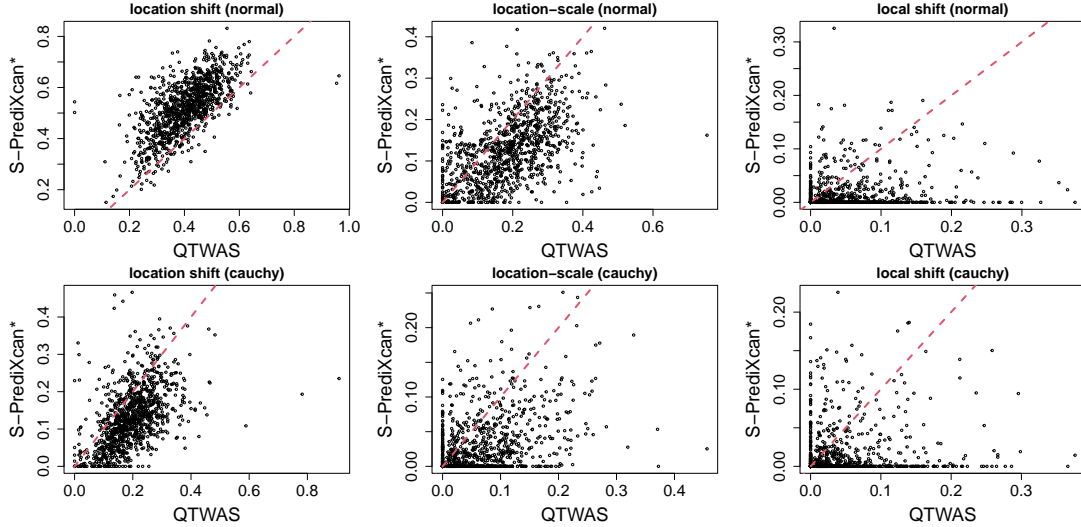 location shift (normal)
S−PrediXcan*
0.2 0.4 0.6 0.8
0.0 0.2 0.4 0.6 0.8 1.0
QTWAS
location−scale (normal)
S−PrediXcan*
0.0 0.1 0.2 0.3 0.4
0.0 0.2 0.4 0.6
QTWAS
local shift (normal)
S−PrediXcan*
0.00 0.10 0.20 0.30
0.0 0.1 0.2 0.3
QTWAS
location shift (cauchy)
S−PrediXcan*
0.0 0.1 0.2 0.3 0.4
0.0 0.2 0.4 0.6 0.8
QTWAS
location−scale (cauchy)
S−PrediXcan*
0.00 0.10 0.20
0.0 0.1 0.2 0.3 0.4
QTWAS
local shift (cauchy)
S−PrediXcan*
0.00 0.10 0.20
0.0 0.1 0.2 0.3
QTWAS